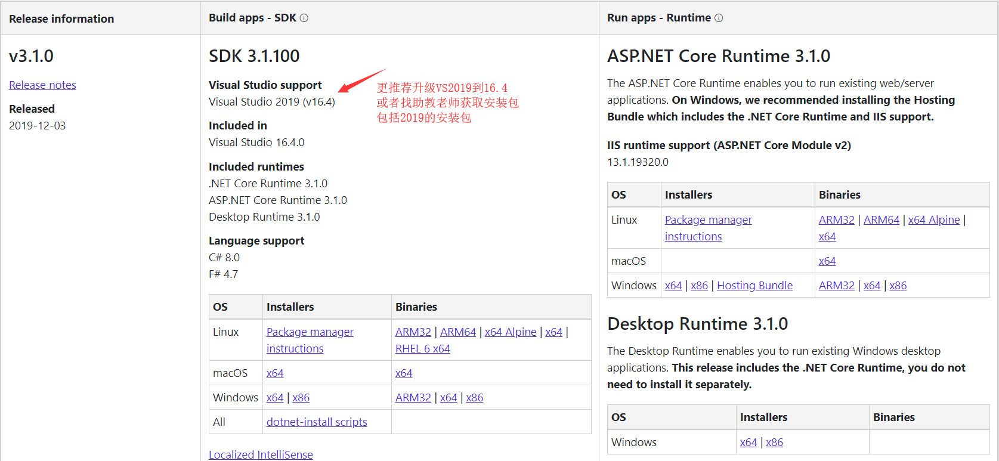 Release information
Build apps - SDK
Run apps - Runtime
v3.1.0
Release notes
Released
2019-12-03
SDK 3.1.100
Visual Studio support
Visual Studio 2019 (v16.4)
更推荐升级VS2019到16.4
或者找助教老师获取安装包
包括2019的安装包
Included in
Visual Studio 16.4.0
Included runtimes
.NET Core Runtime 3.1.0
ASP.NET Core Runtime 3.1.0
Desktop Runtime 3.1.0
Language support
C# 8.0
F# 4.7
OS Installers Binaries
Linux Package manager instructions ARM32 | ARM64 | x64 Alpine | x64 |
RHEL 6 x64
macOS x64 x64
Windows x64 | x86 ARM32 | x64 | x86
All dotnet-install scripts
Localized IntelliSense
ASP.NET Core Runtime 3.1.0
The ASP.NET Core Runtime enables you to run existing web/server
applications. On Windows, we recommended installing the Hosting
Bundle which includes the .NET Core Runtime and IIS support.
IIS runtime support (ASP.NET Core Module v2)
13.1.19320.0
OS Installers Binaries
Linux Package manager instructions ARM32 | ARM64 | x64 Alpine |
x64
macOS x64
Windows x64 | x86 | Hosting Bundle ARM32 | x64 | x86
Desktop Runtime 3.1.0
The Desktop Runtime enables you to run existing Windows desktop
applications. This release includes the .NET Core Runtime, you do not
need to install it separately.
OS Installers Binaries
Windows x64 | x86